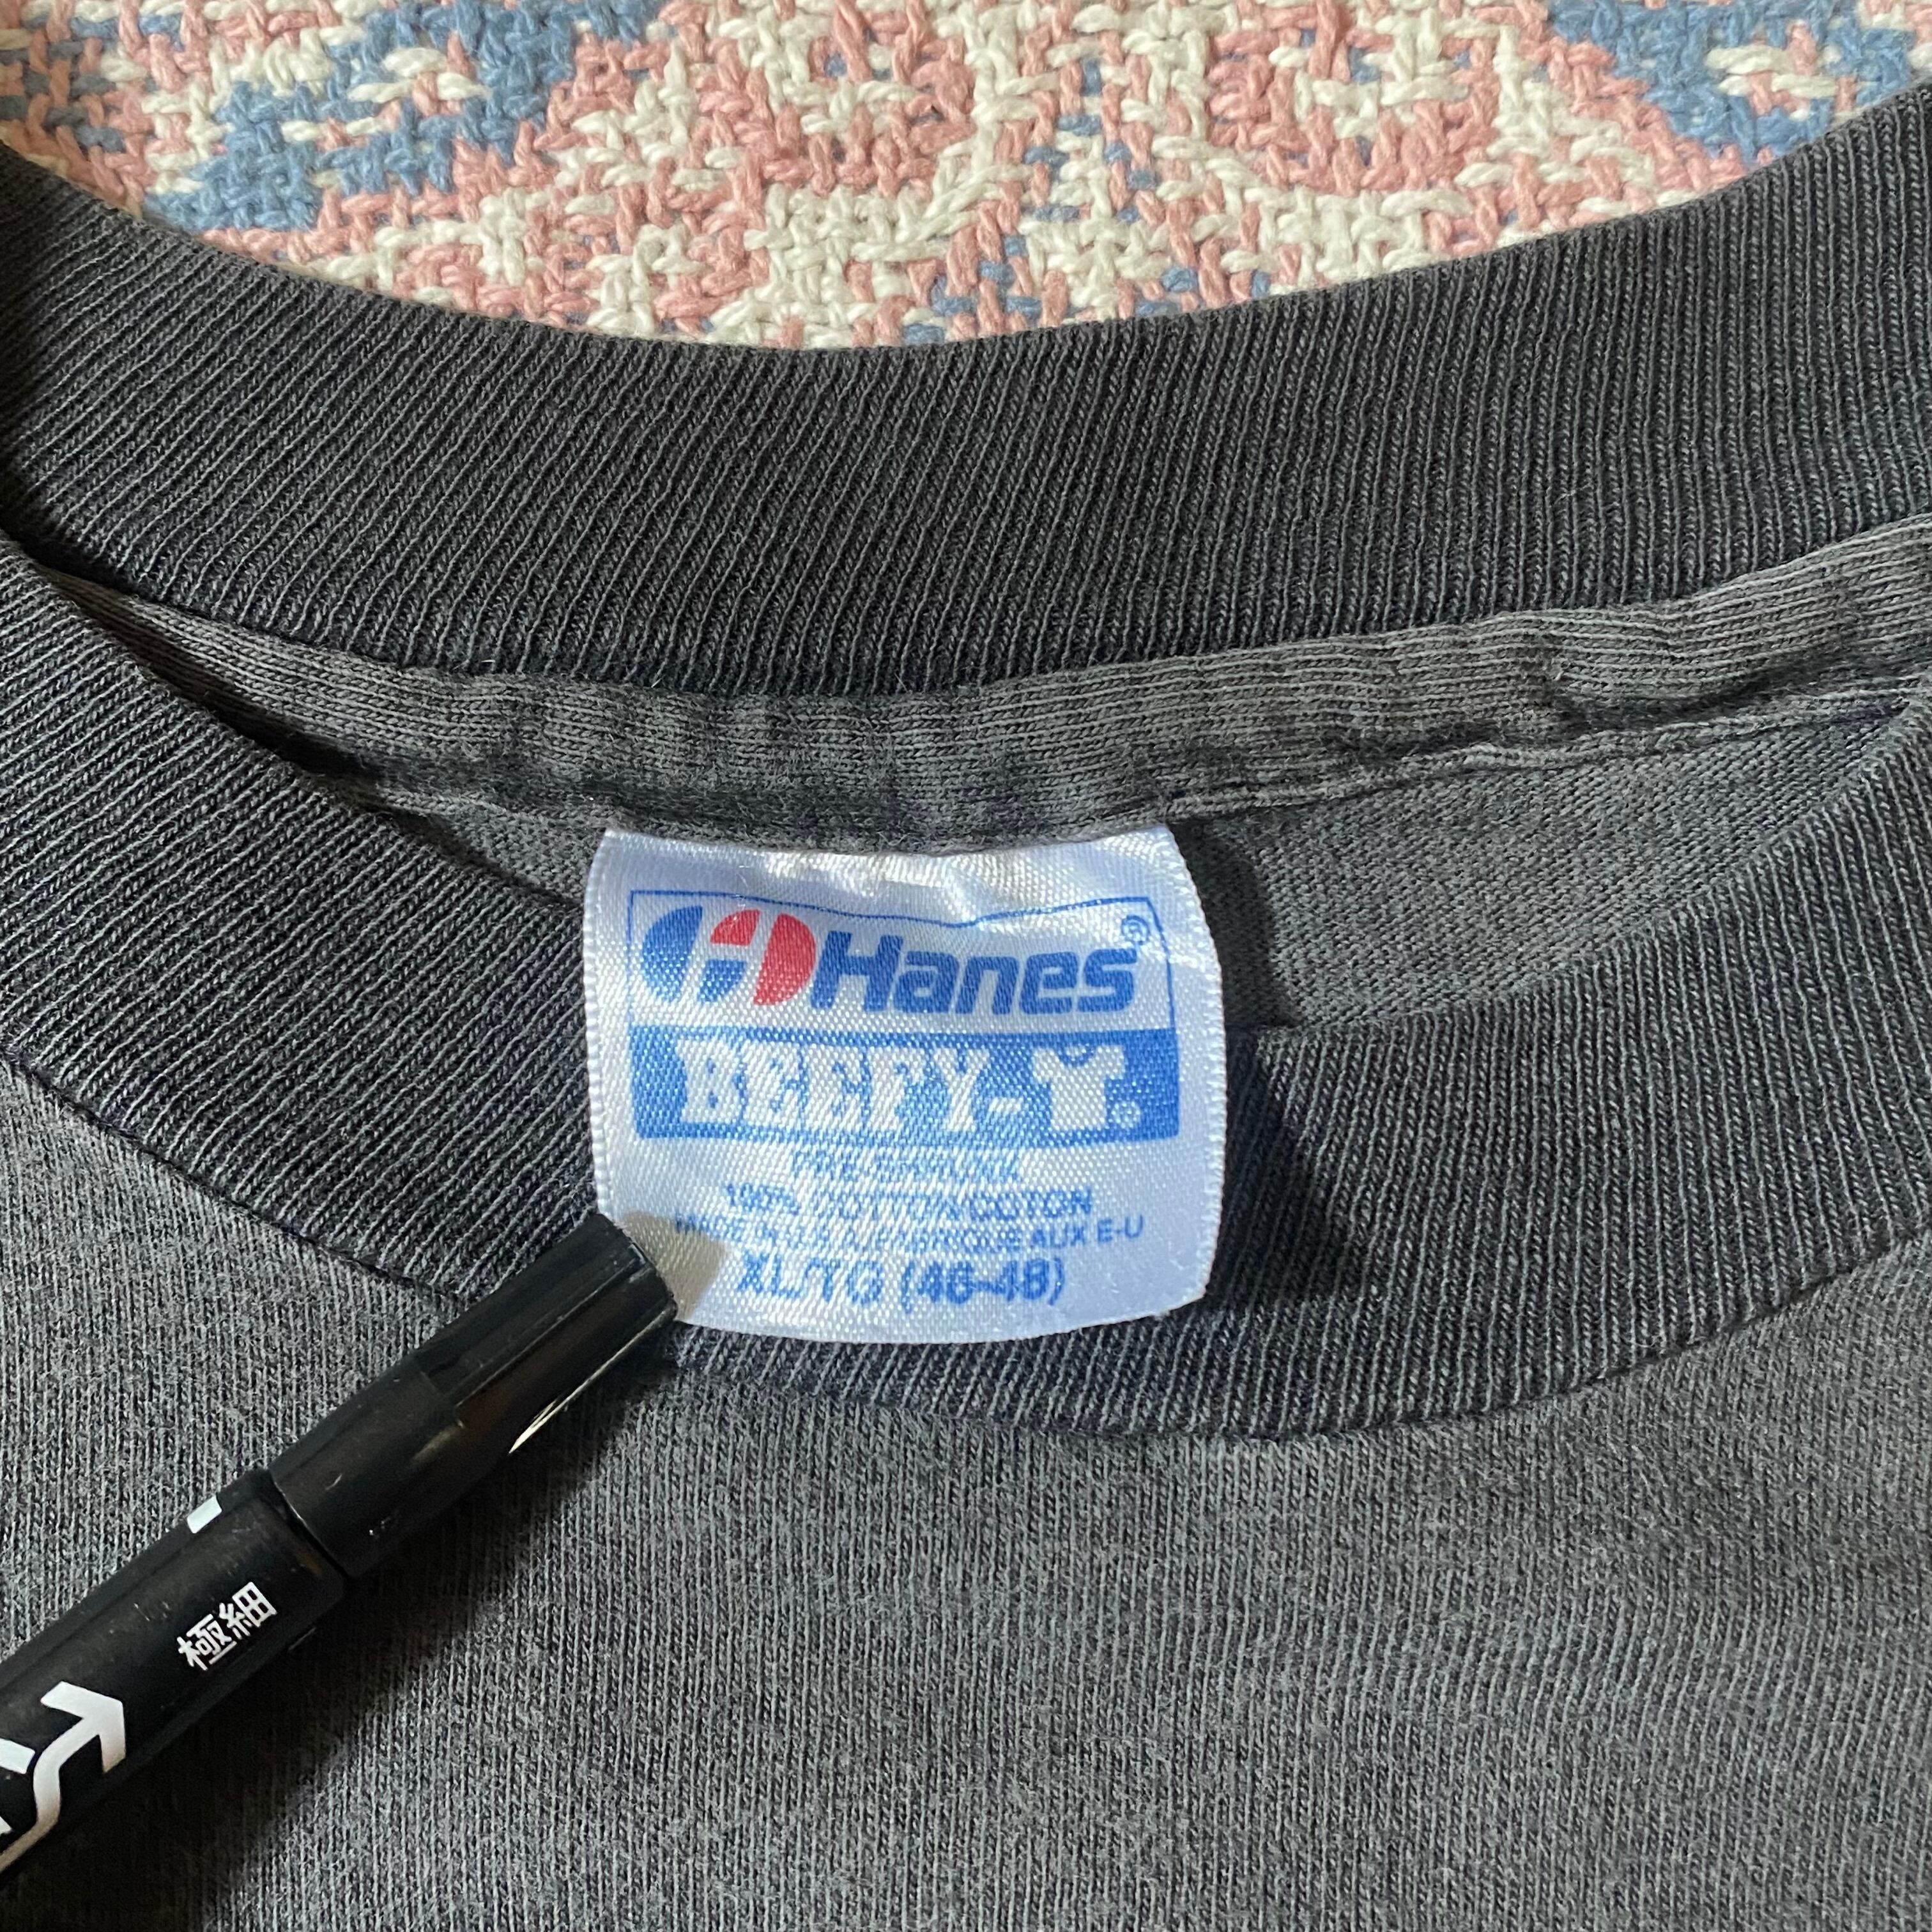 Hanes®
BEEFY-T®
PRE-SHRUNK
100% COTTON/COTON
MADE IN U.S.A./FABRIQUE AUX E-U
XL/TG (46-48)
極細